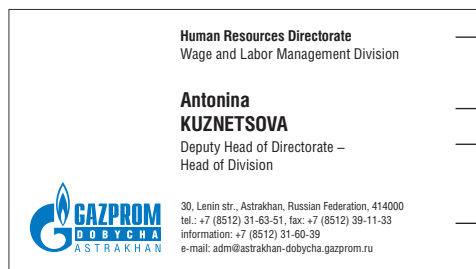 Human Resources Directorate
Wage and Labor Management Division
Antonina
KUZNETSOVA
Deputy Head of Directorate –
Head of Division
GAZPROM
DOBYCHA
ASTRAKHAN
30, Lenin str., Astrakhan, Russian Federation, 414000
tel.: +7 (8512) 31-63-51, fax: +7 (8512) 39-11-33
information: +7 (8512) 31-60-39
e-mail: adm@astrakhan-dobycha.gazprom.ru